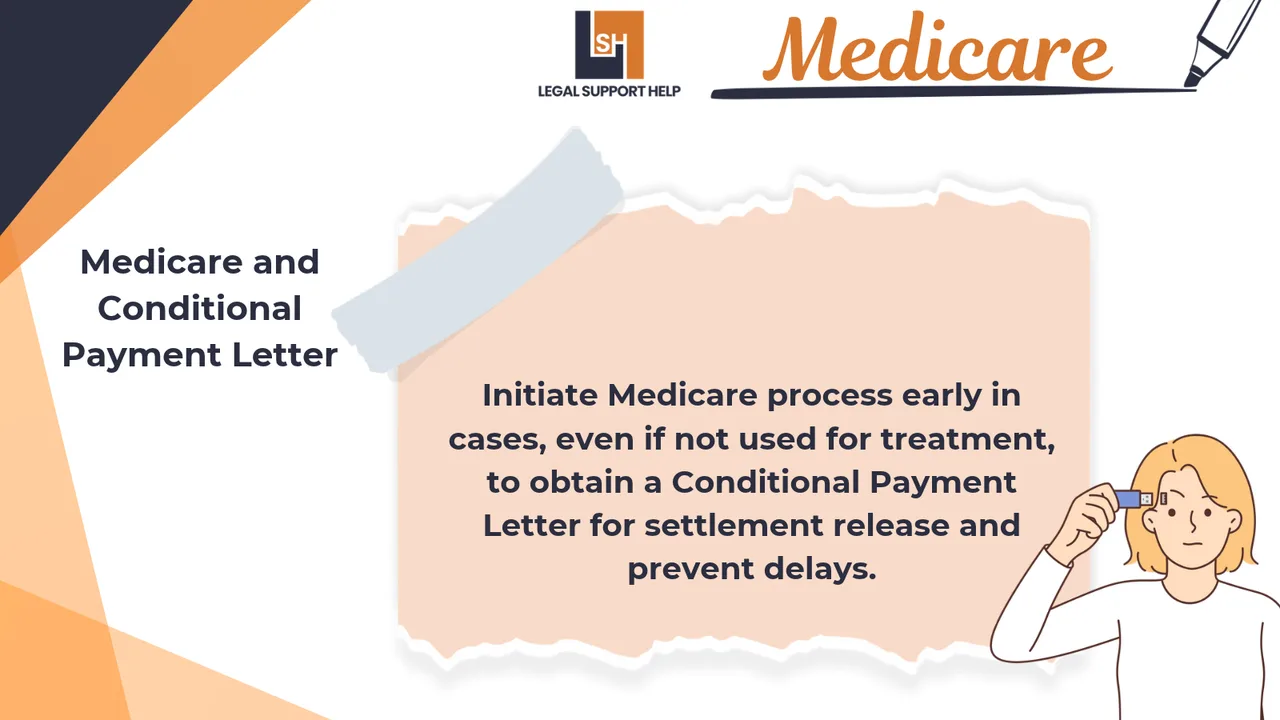 LSH
LEGAL SUPPORT HELP
Medicare
Medicare and
Conditional
Payment Letter
Initiate Medicare process early in
cases, even if not used for treatment,
to obtain a Conditional Payment
Letter for settlement release and
prevent delays.